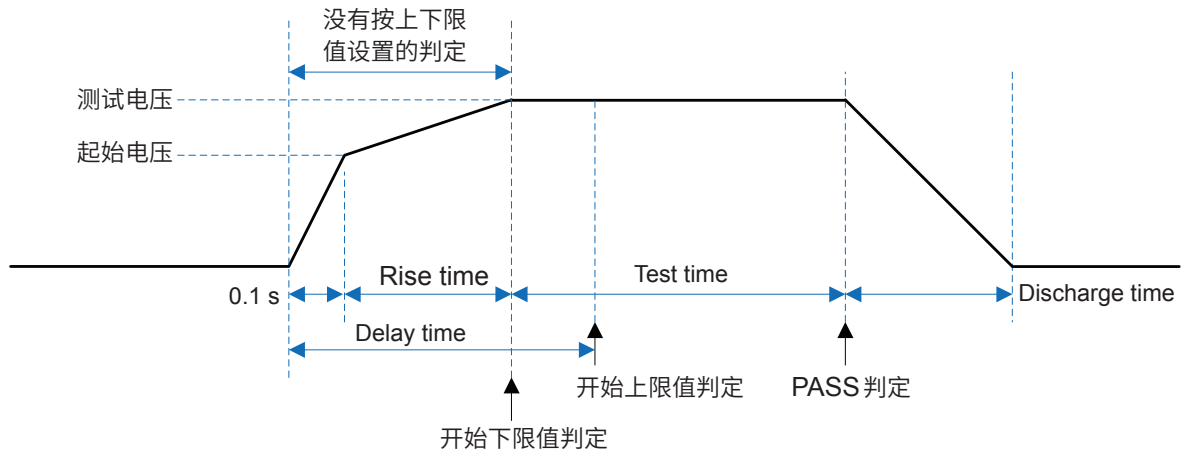 没有按上下限
值设置的判定
测试电压
起始电压
0.1 s
Rise time
Test time
Discharge time
Delay time
开始上限值判定
PASS 判定
开始下限值判定